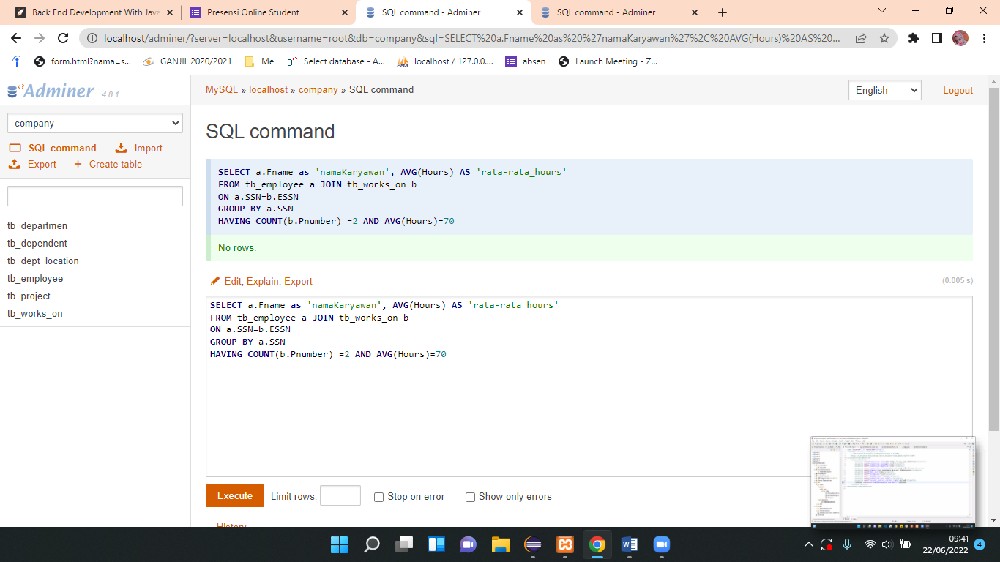 Back End Development With Java
Presensi Online Student
SQL command - Adminer
SQL command - Adminer
localhost/adminer/?server=localhost&username=root&db=company&sql=SELECT%20a.Fname%20as%20%27namaKaryawan%27%2C%20AVG(Hours)%20AS%20...
form.html?nama=s...
GANJIL 2020/2021
Me
Select database - A...
localhost / 127.0.0....
absen
Launch Meeting - Z...
Adminer 4.8.1
MySQL » localhost » company » SQL command
English
Logout
company
SQL command
Import
Export
+ Create table
tb_departmen
tb_dependent
tb_dept_location
tb_employee
tb_project
tb_works_on
SQL command
SELECT a.Fname as 'namaKaryawan', AVG(Hours) AS 'rata-rata_hours'
FROM tb_employee a JOIN tb_works_on b
ON a.SSN=b.ESSN
GROUP BY a.SSN
HAVING COUNT(b.Pnumber) =2 AND AVG(Hours)=70
No rows.
Edit, Explain, Export
(0.005 s)
SELECT a.Fname as 'namaKaryawan', AVG(Hours) AS 'rata-rata_hours'
FROM tb_employee a JOIN tb_works_on b
ON a.SSN=b.ESSN
GROUP BY a.SSN
HAVING COUNT(b.Pnumber) =2 AND AVG(Hours)=70
Execute
Limit rows:
Stop on error
Show only errors
History
09:41
22/06/2022
4